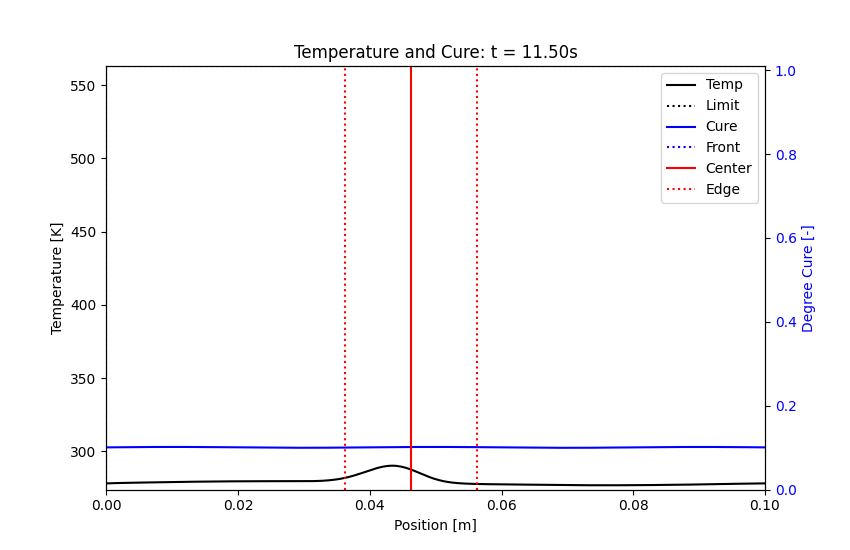 Temperature and Cure: t = 11.50s
Temp
Limit
Cure
Front
Center
Edge
550
500
450
400
350
300
Temperature [K]
1.0
0.8
0.6
0.4
0.2
0.0
Degree Cure [-]
0.00 0.02 0.04 0.06 0.08 0.10
Position [m]